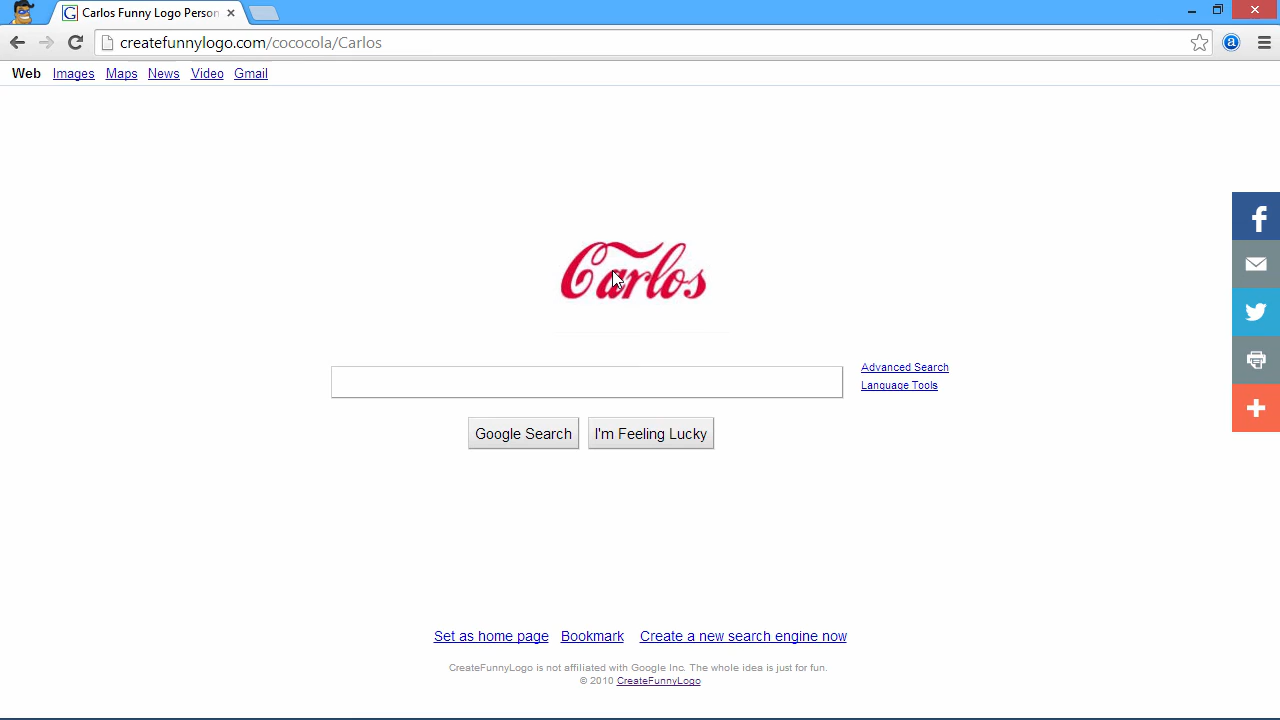 Carlos Funny Logo Person
createfunnylogo.com/cococola/Carlos
Web Images Maps News Video Gmail
Carlos
Advanced Search
Language Tools
Google Search I'm Feeling Lucky
Set as home page Bookmark Create a new search engine now
CreateFunnyLogo is not affiliated with Google Inc. The whole idea is just for fun.
© 2010 CreateFunnyLogo